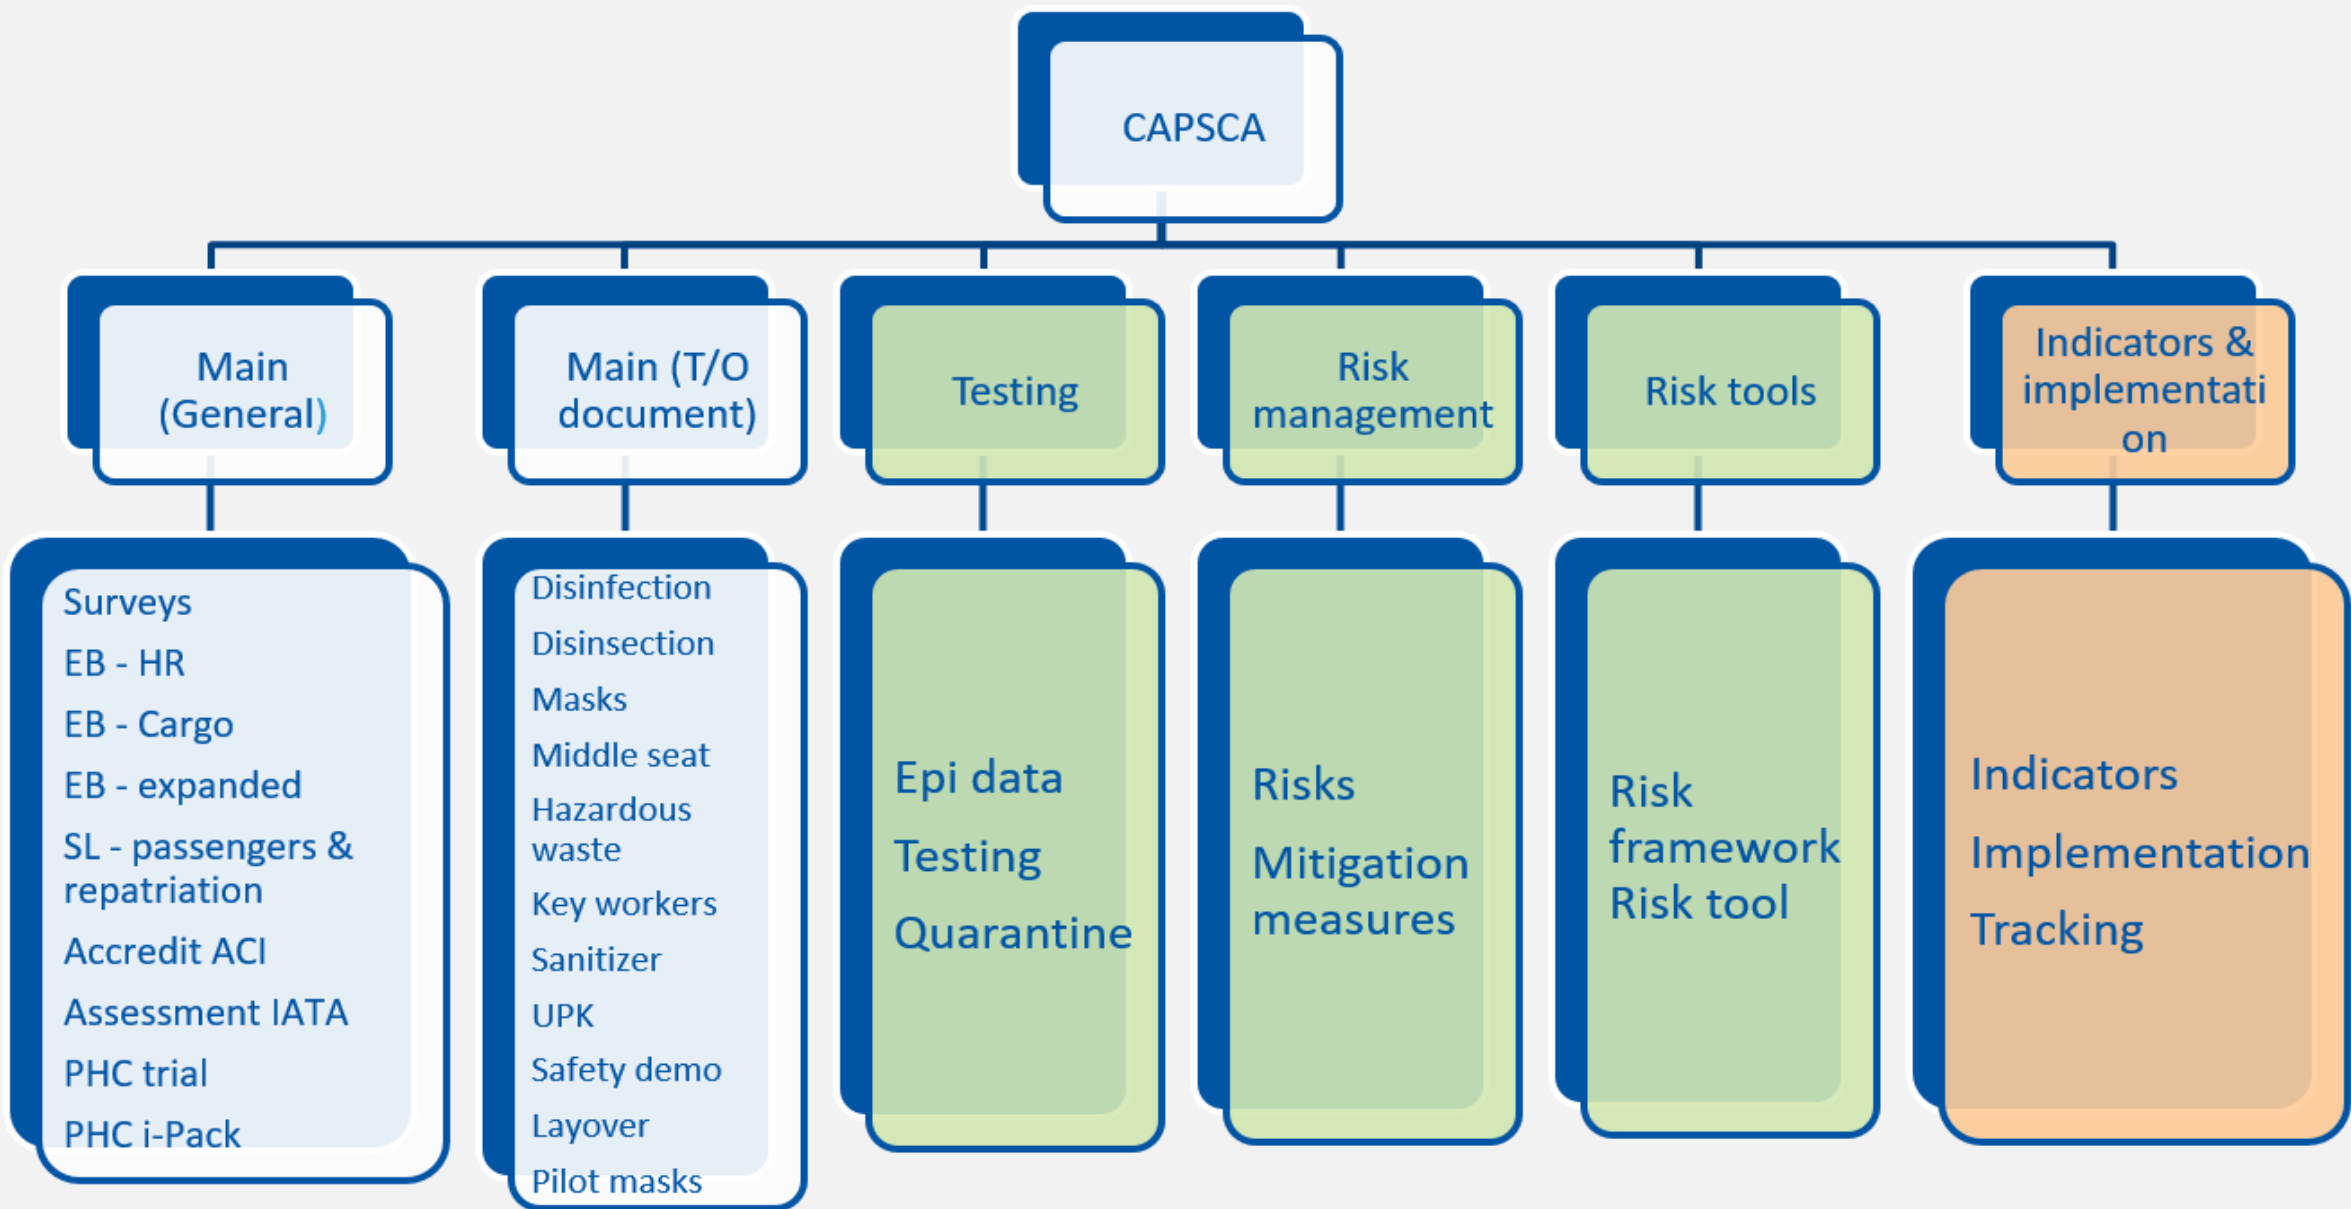 CAPSCA
Main
(General)
Main (T/O
document)
Testing
Risk
management
Risk tools
Indicators &
implementati
on
Surveys
EB - HR
EB - Cargo
EB - expanded
SL - passengers &
repatriation
Accredit ACI
Assessment IATA
PHC trial
PHC i-Pack
Disinfection
Disinsection
Masks
Middle seat
Hazardous
waste
Key workers
Sanitizer
UPK
Safety demo
Layover
Pilot masks
Epi data
Testing
Quarantine
Risks
Mitigation
measures
Risk
framework
Risk tool
Indicators
Implementation
Tracking